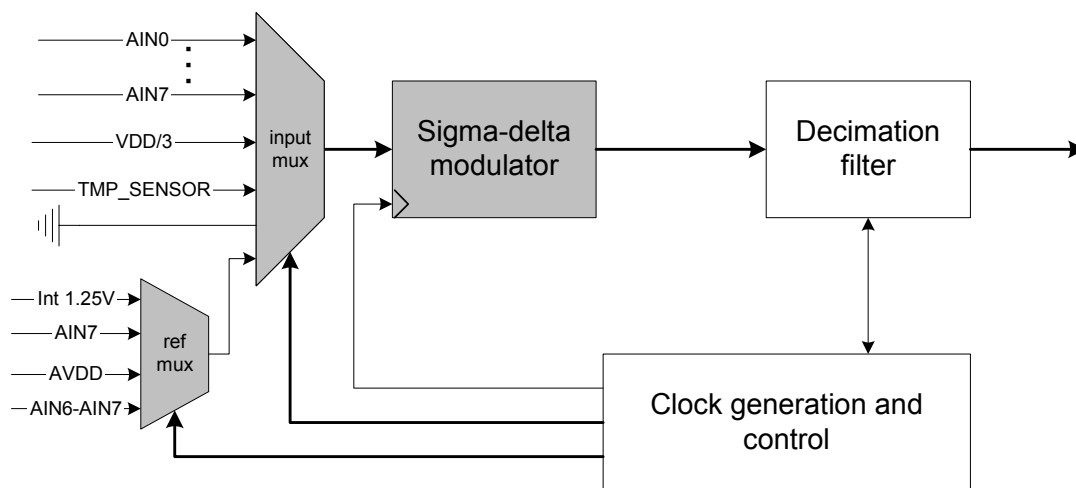 AIN0
AIN7
VDD/3
TMP_SENSOR
input
mux
Sigma-delta
modulator
Decimation
filter
Int 1.25V
AIN7
AVDD
AIN6-AIN7
ref
mux
Clock generation and
control